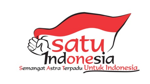 satu
Indonesia
Semangat Astra Terpadu Untuk Indonesia